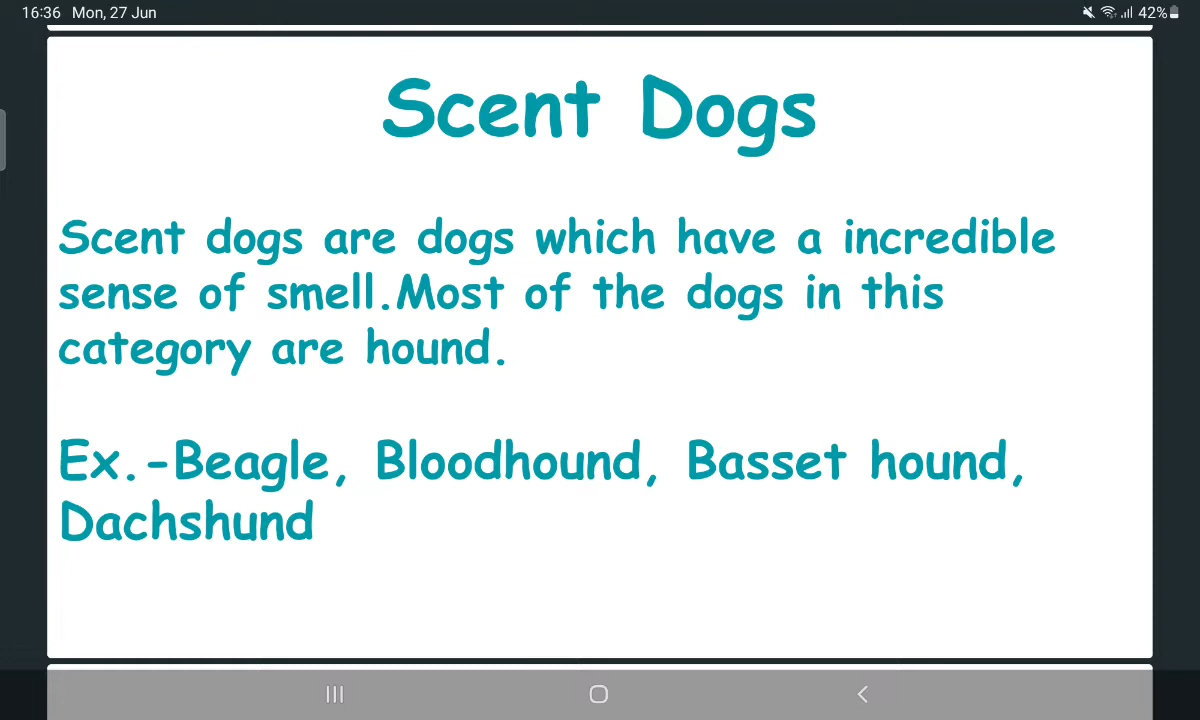 16:36 Mon, 27 Jun 42%
Scent Dogs
Scent dogs are dogs which have a incredible
sense of smell.Most of the dogs in this
category are hound.
Ex.-Beagle, Bloodhound, Basset hound,
Dachshund